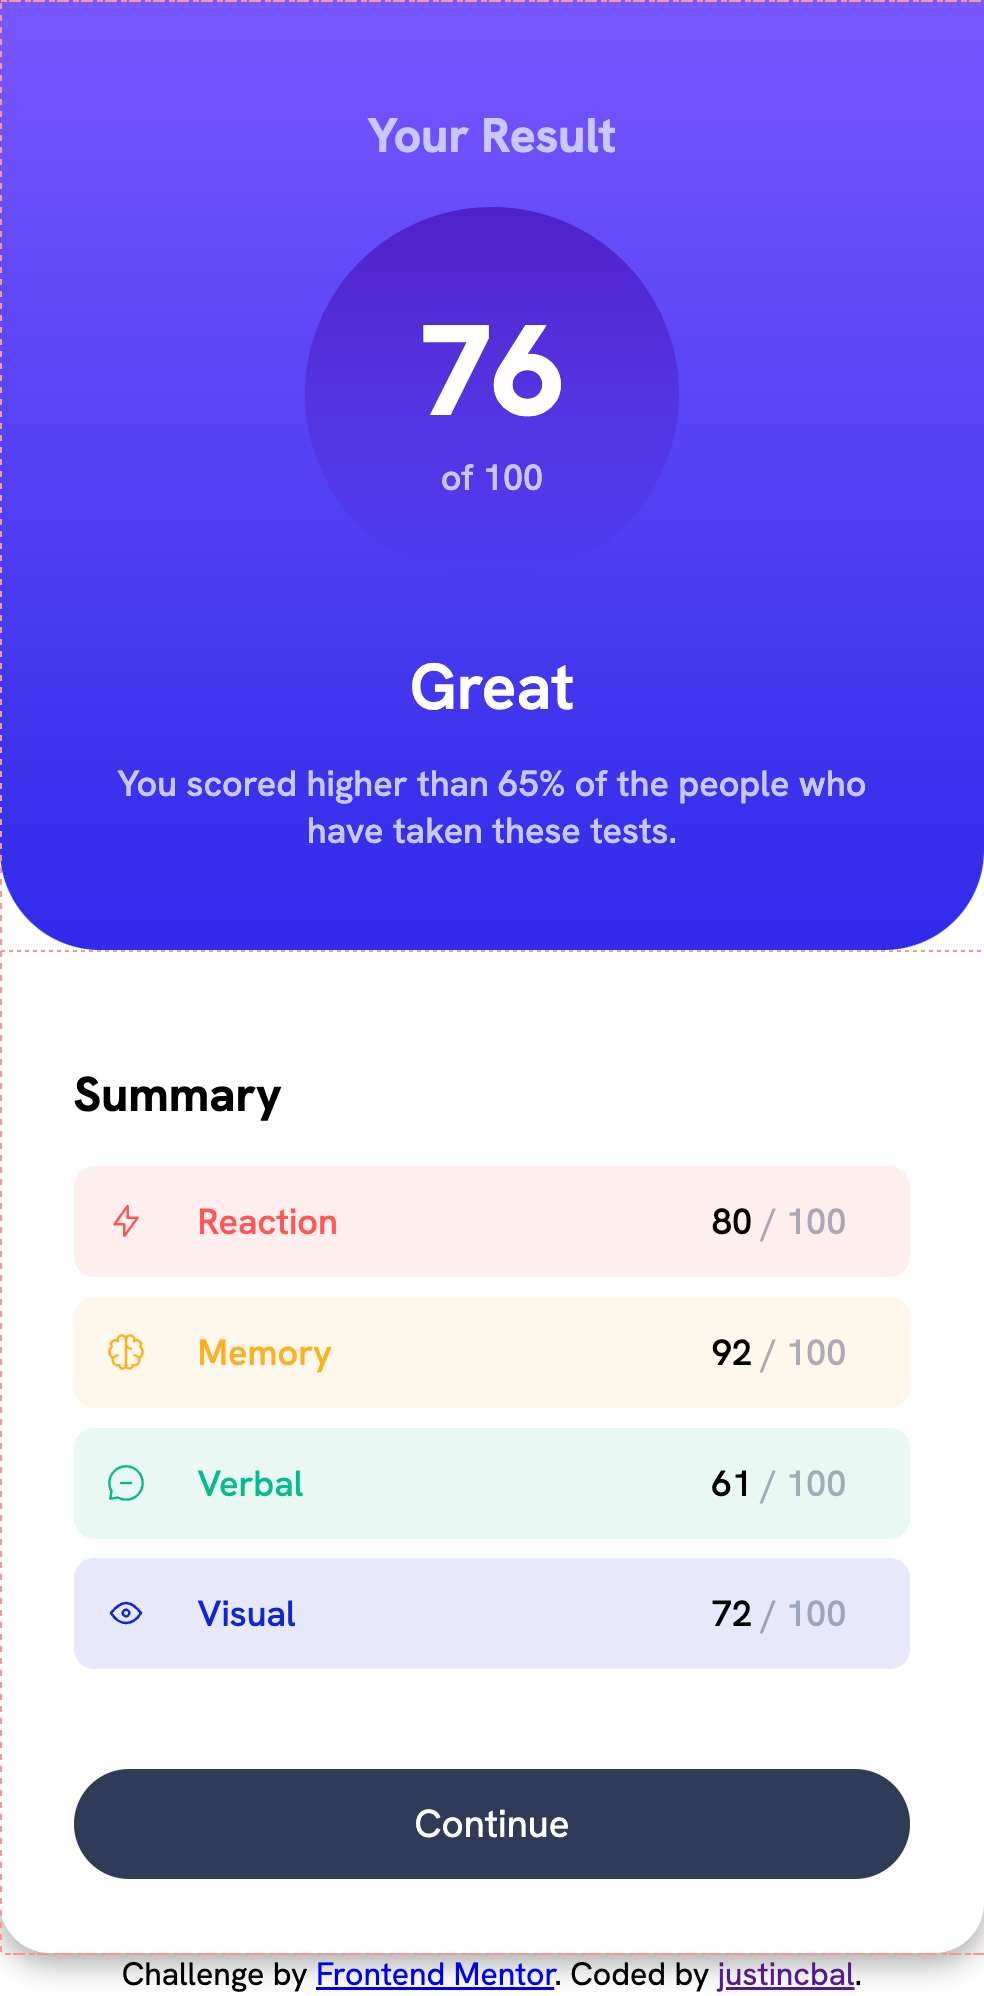 Your Result
76
of 100
Great
You scored higher than 65% of the people who
have taken these tests.
Summary
Reaction 80 / 100
Memory 92 / 100
Verbal 61 / 100
Visual 72 / 100
Continue
Challenge by Frontend Mentor. Coded by justincbal.